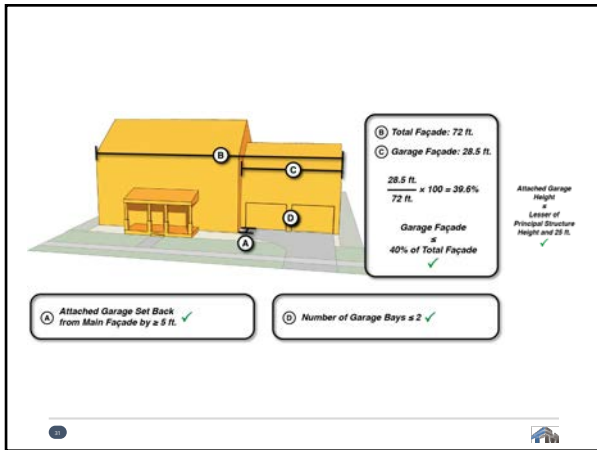 B
C
D
A
B Total Façade: 72 ft.
C Garage Façade: 28.5 ft.
28.5 ft.
72 ft.
× 100 = 39.6%
Garage Façade
≤
40% of Total Façade
✓
Attached Garage
Height
≤
Lesser of
Principal Structure
Height and 25 ft.
✓
A Attached Garage Set Back
from Main Façade by ≥ 5 ft. ✓
D Number of Garage Bays ≤ 2 ✓
31